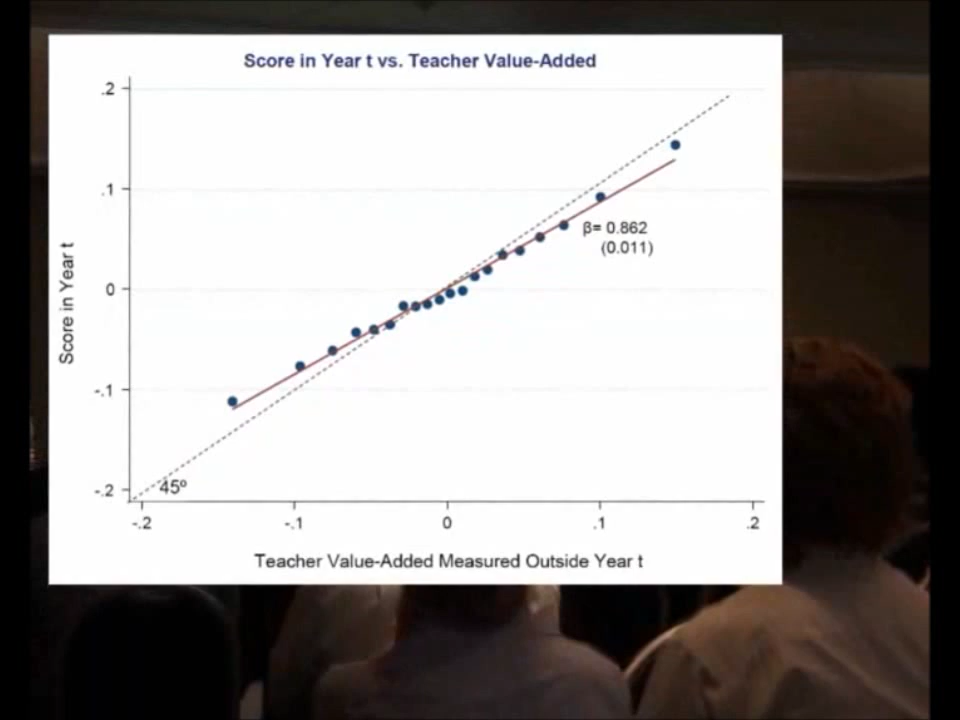 Score in Year t vs. Teacher Value-Added
.2
.1
0
-.1
-.2
Score in Year t
β= 0.862
(0.011)
45º
-.2
-.1
0
.1
.2
Teacher Value-Added Measured Outside Year t